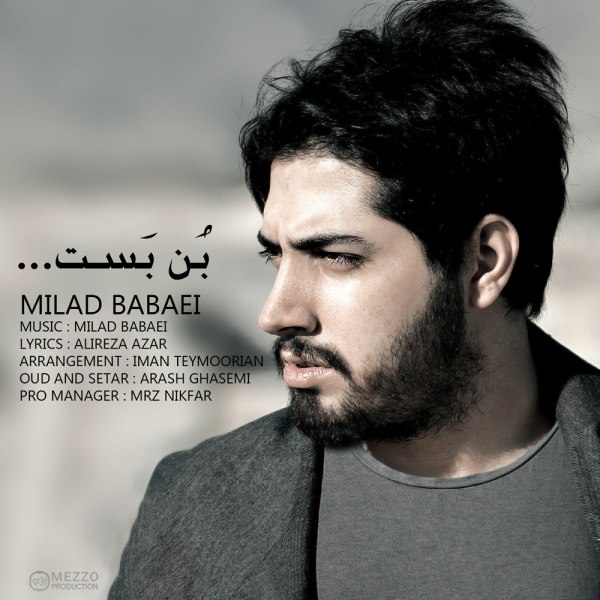 بُن بَست...
MILAD BABAEI
MUSIC : MILAD BABAEI
LYRICS : ALIREZA AZAR
ARRANGEMENT : IMAN TEYMOORIAN
OUD AND SETAR : ARASH GHASEMI
PRO MANAGER : MRZ NIKFAR
MEZZO
PRODUCTION